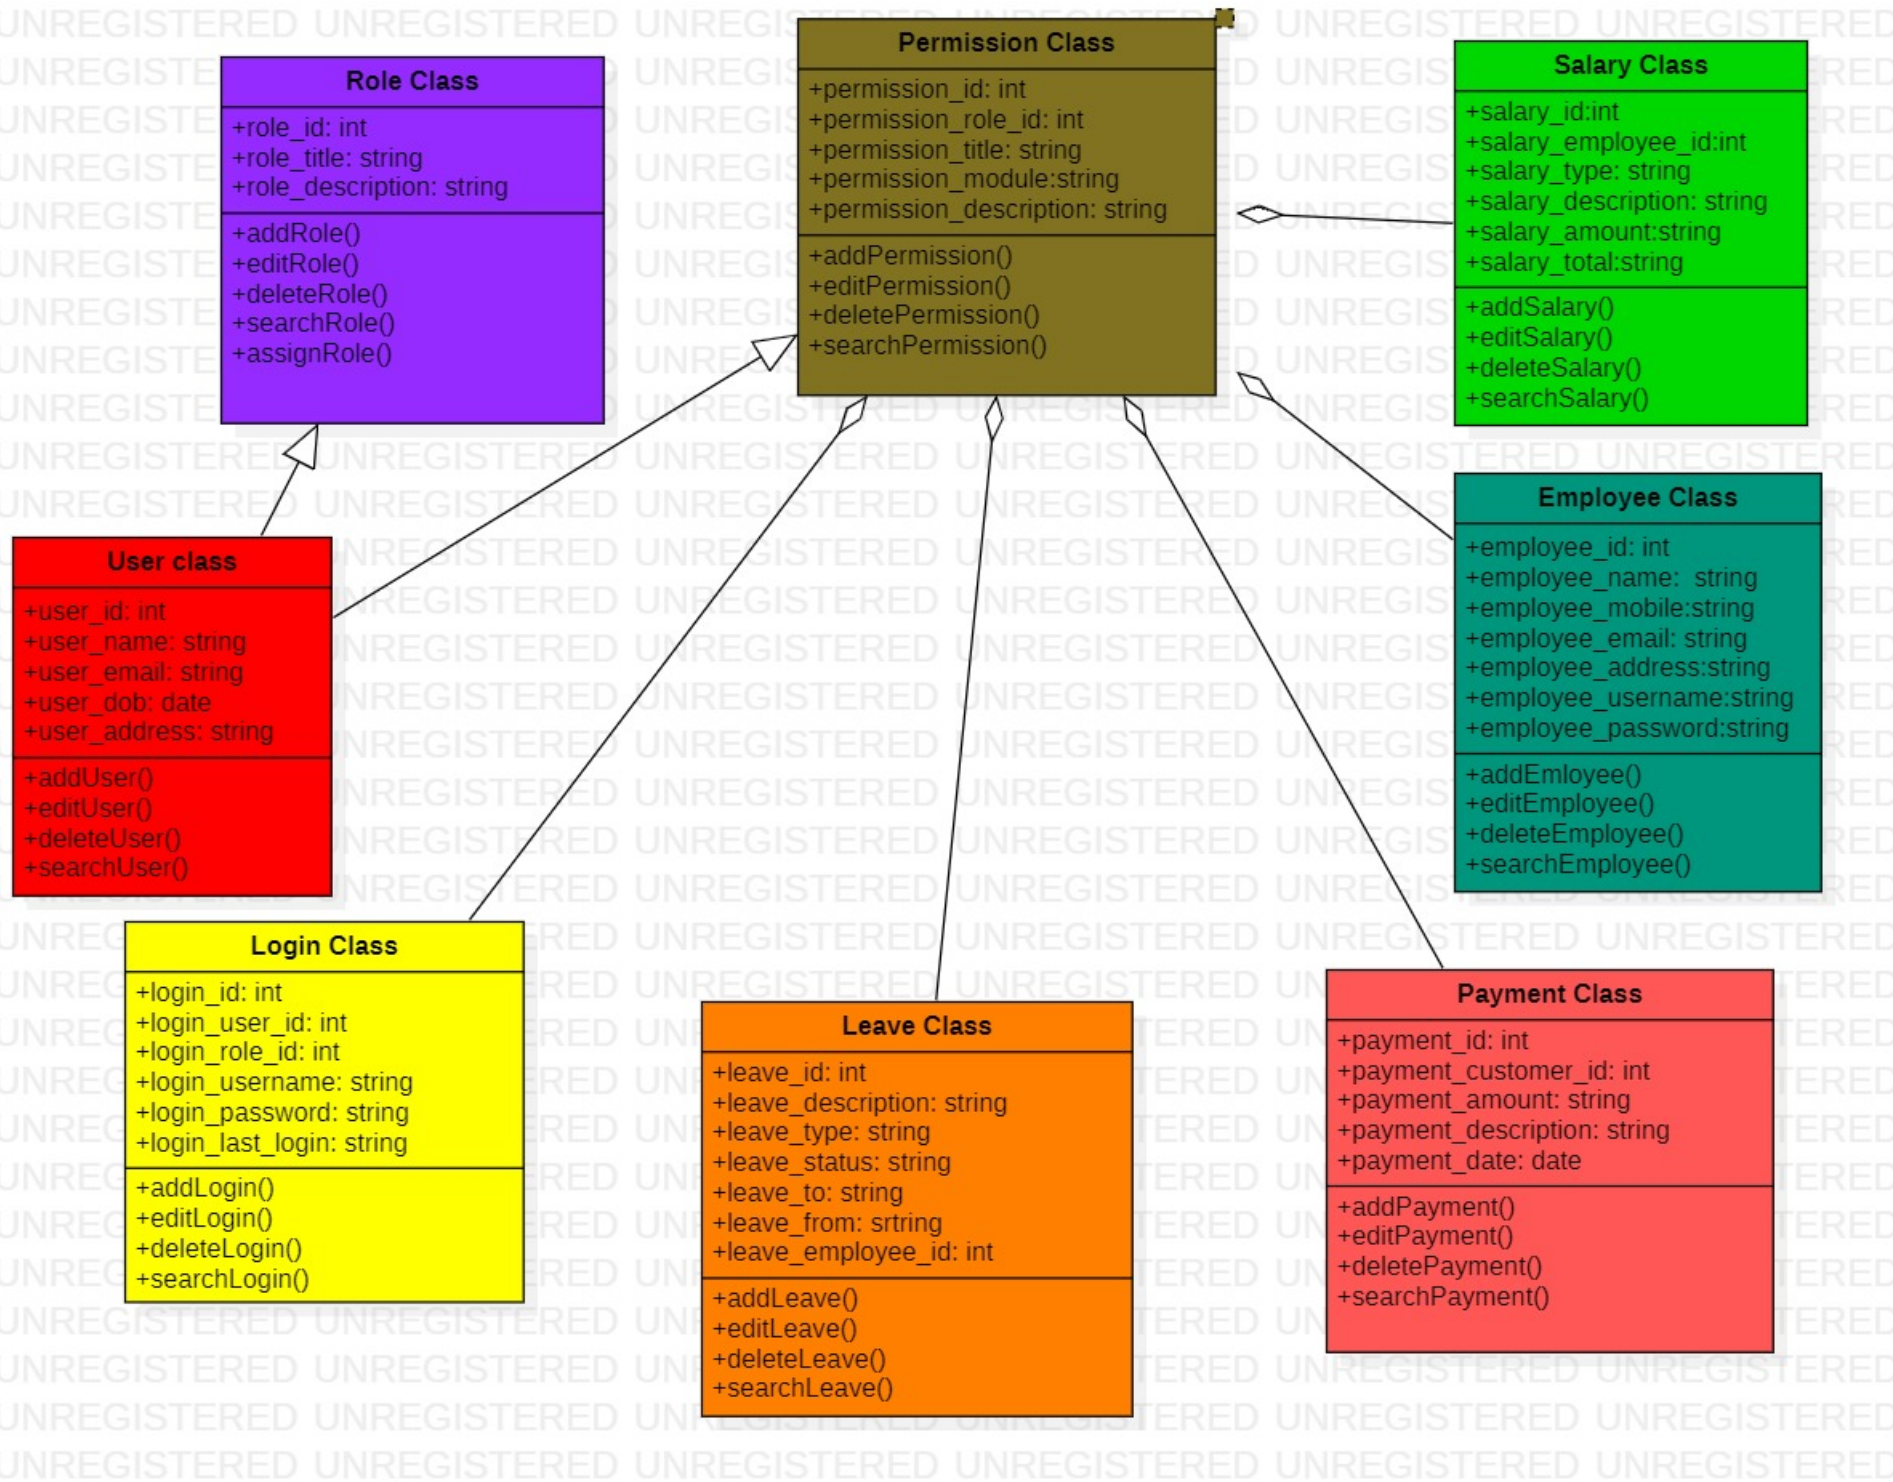 Role Class
+role_id: int
+role_title: string
+role_description: string
+addRole()
+editRole()
+deleteRole()
+searchRole()
+assignRole()
Permission Class
+permission_id: int
+permission_role_id: int
+permission_title: string
+permission_module:string
+permission_description: string
+addPermission()
+editPermission()
+deletePermission()
+searchPermission()
Salary Class
+salary_id:int
+salary_employee_id:int
+salary_type: string
+salary_description: string
+salary_amount:string
+salary_total:string
+addSalary()
+editSalary()
+deleteSalary()
+searchSalary()
User class
+user_id: int
+user_name: string
+user_email: string
+user_dob: date
+user_address: string
+addUser()
+editUser()
+deleteUser()
+searchUser()
Employee Class
+employee_id: int
+employee_name:  string
+employee_mobile:string
+employee_email: string
+employee_address:string
+employee_username:string
+employee_password:string
+addEmloyee()
+editEmployee()
+deleteEmployee()
+searchEmployee()
Login Class
+login_id: int
+login_user_id: int
+login_role_id: int
+login_username: string
+login_password: string
+login_last_login: string
+addLogin()
+editLogin()
+deleteLogin()
+searchLogin()
Leave Class
+leave_id: int
+leave_description: string
+leave_type: string
+leave_status: string
+leave_to: string
+leave_from: srtring
+leave_employee_id: int
+addLeave()
+editLeave()
+deleteLeave()
+searchLeave()
Payment Class
+payment_id: int
+payment_customer_id: int
+payment_amount: string
+payment_description: string
+payment_date: date
+addPayment()
+editPayment()
+deletePayment()
+searchPayment()
UNREGISTERED